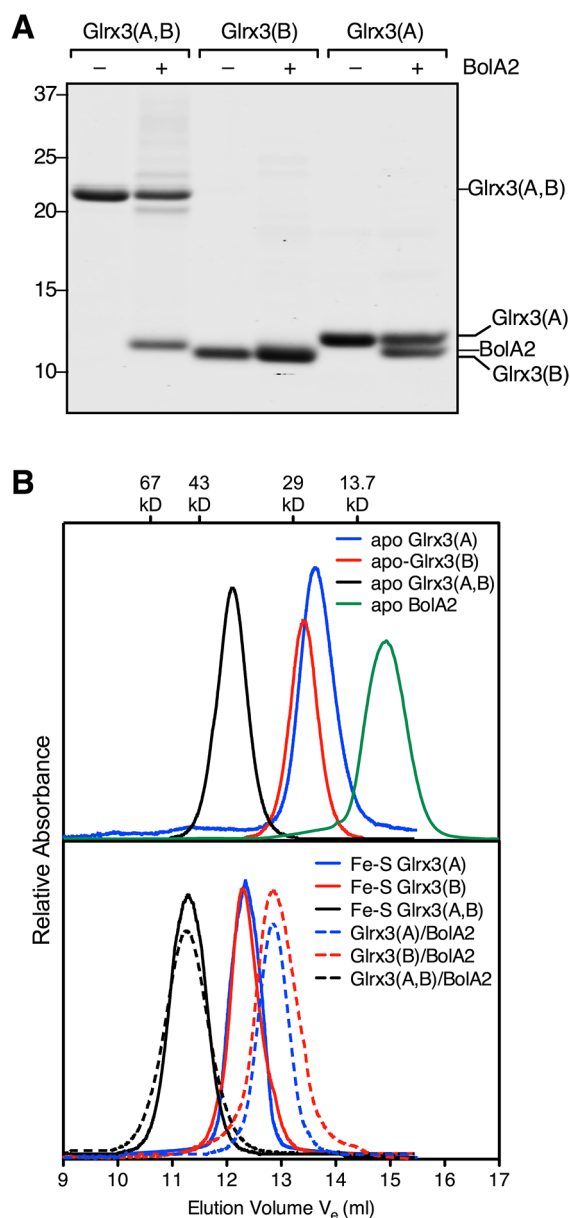 A
Glrx3(A,B) Glrx3(B) Glrx3(A)
− + − + − + BolA2
37
25
20
15
10
Glrx3(A,B)
Glrx3(A)
BolA2
Glrx3(B)
B
67 43 29 13.7
kD kD kD kD
apo Glrx3(A)
apo-Glrx3(B)
apo Glrx3(A,B)
apo BolA2
Fe-S Glrx3(A)
Fe-S Glrx3(B)
Fe-S Glrx3(A,B)
Glrx3(A)/BolA2
Glrx3(B)/BolA2
Glrx3(A,B)/BolA2
Relative Absorbance
9 10 11 12 13 14 15 16 17
Elution Volume Ve (ml)